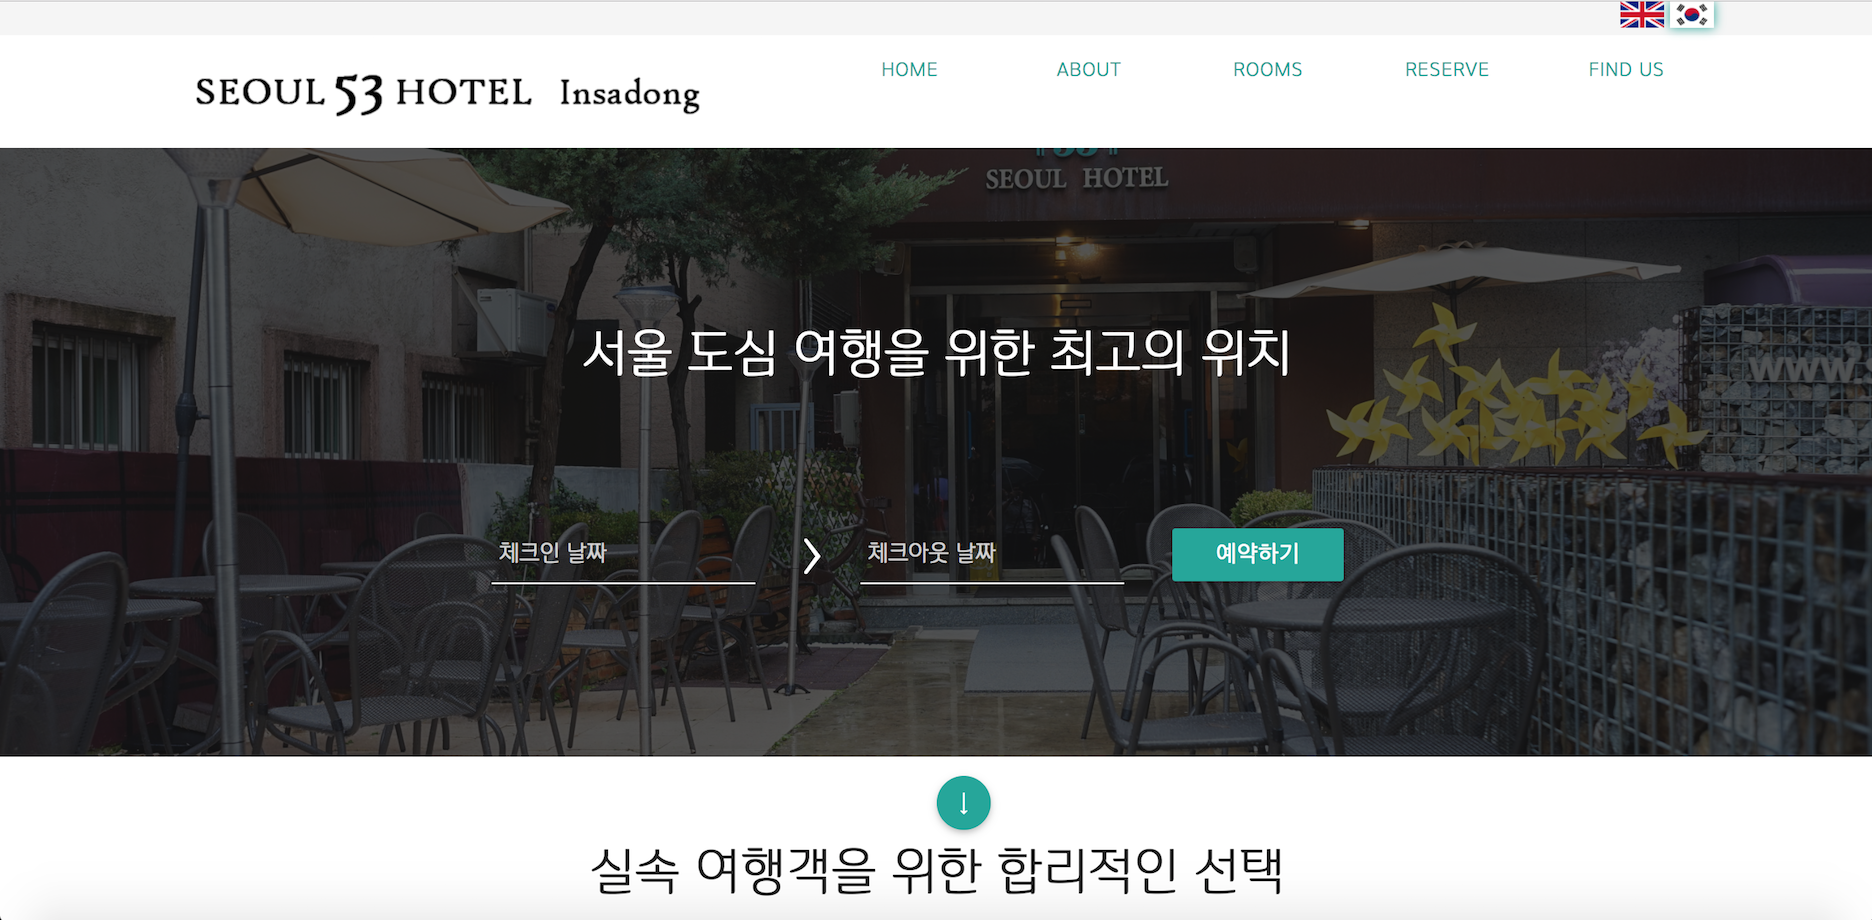 SEOUL 53 HOTEL Insadong
HOME
ABOUT
ROOMS
RESERVE
FIND US
SEOUL HOTEL
서울 도심 여행을 위한 최고의 위치
www.
체크인 날짜
체크아웃 날짜
예약하기
실속 여행객을 위한 합리적인 선택